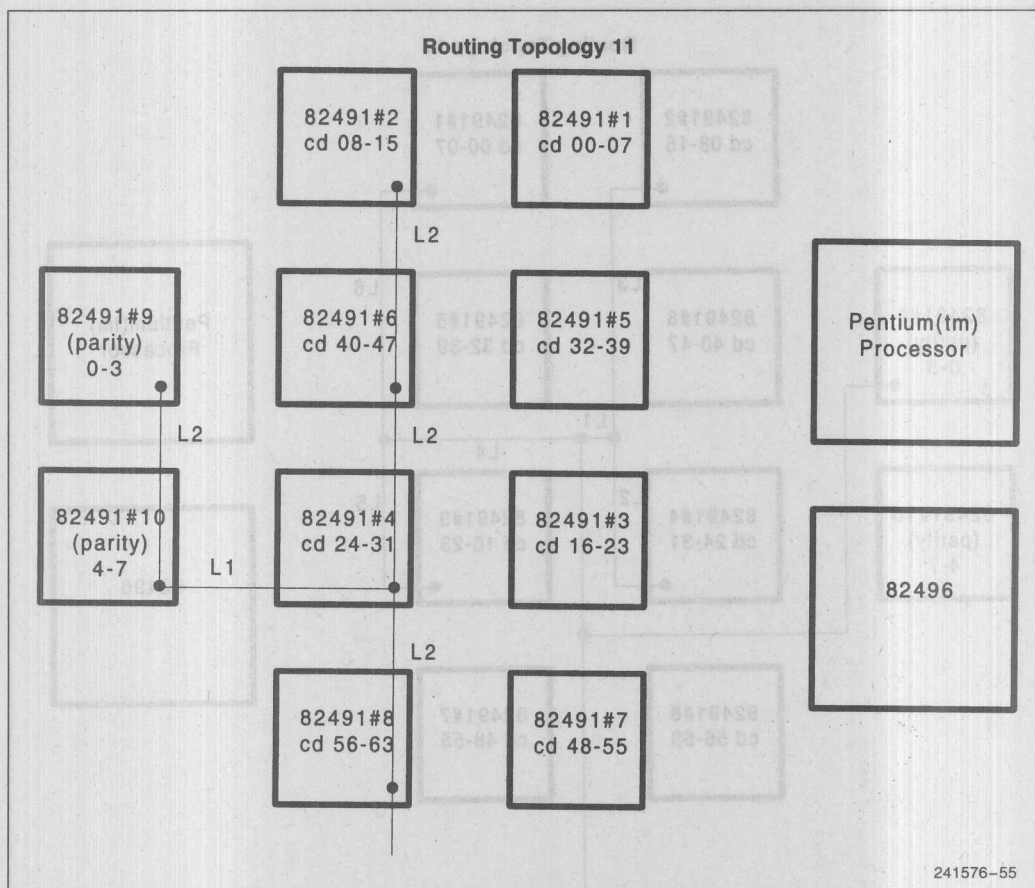 Routing Topology 11
82491#2
cd 08-15
82491#1
cd 00-07
L2
82491#9
(parity)
0-3
82491#6
cd 40-47
82491#5
cd 32-39
Pentium(tm)
Processor
L2
L2
82491#10
(parity)
4-7
82491#4
cd 24-31
82491#3
cd 16-23
L1
82496
L2
82491#8
cd 56-63
82491#7
cd 48-55
241576-55